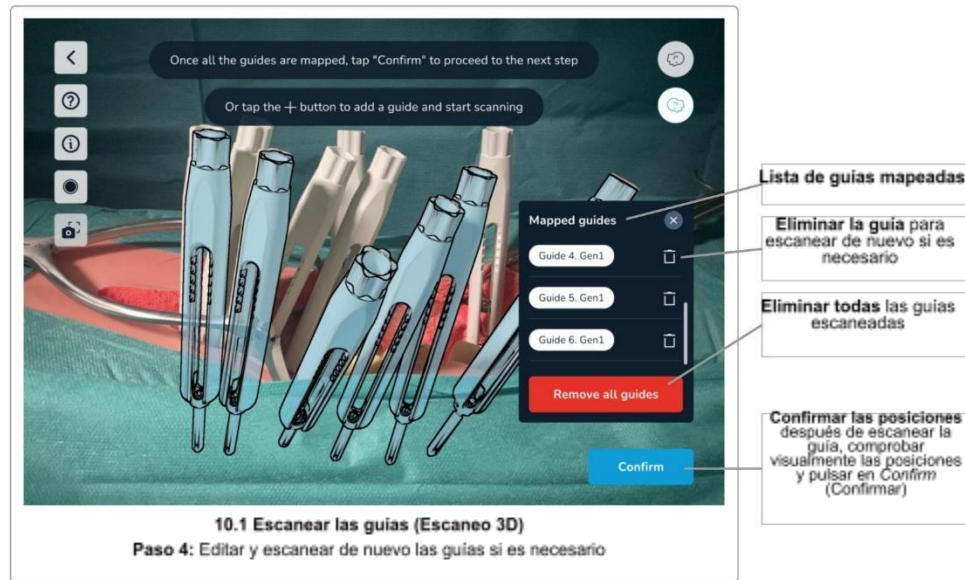 Once all the guides are mapped, tap "Confirm" to proceed to the next step
Or tap the + button to add a guide and start scanning
Mapped guides
Guide 4. Gen1
Guide 5. Gen1
Guide 6. Gen1
Remove all guides
Confirm
Lista de guías mapeadas
Eliminar la guía para
escanear de nuevo si es
necesario
Eliminar todas las guías
escaneadas
Confirmar las posiciones
después de escanear la
guía, comprobar
visualmente las posiciones
y pulsar en Confirm
(Confirmar)
10.1 Escanear las guías (Escaneo 3D)
Paso 4: Editar y escanear de nuevo las guías si es necesario